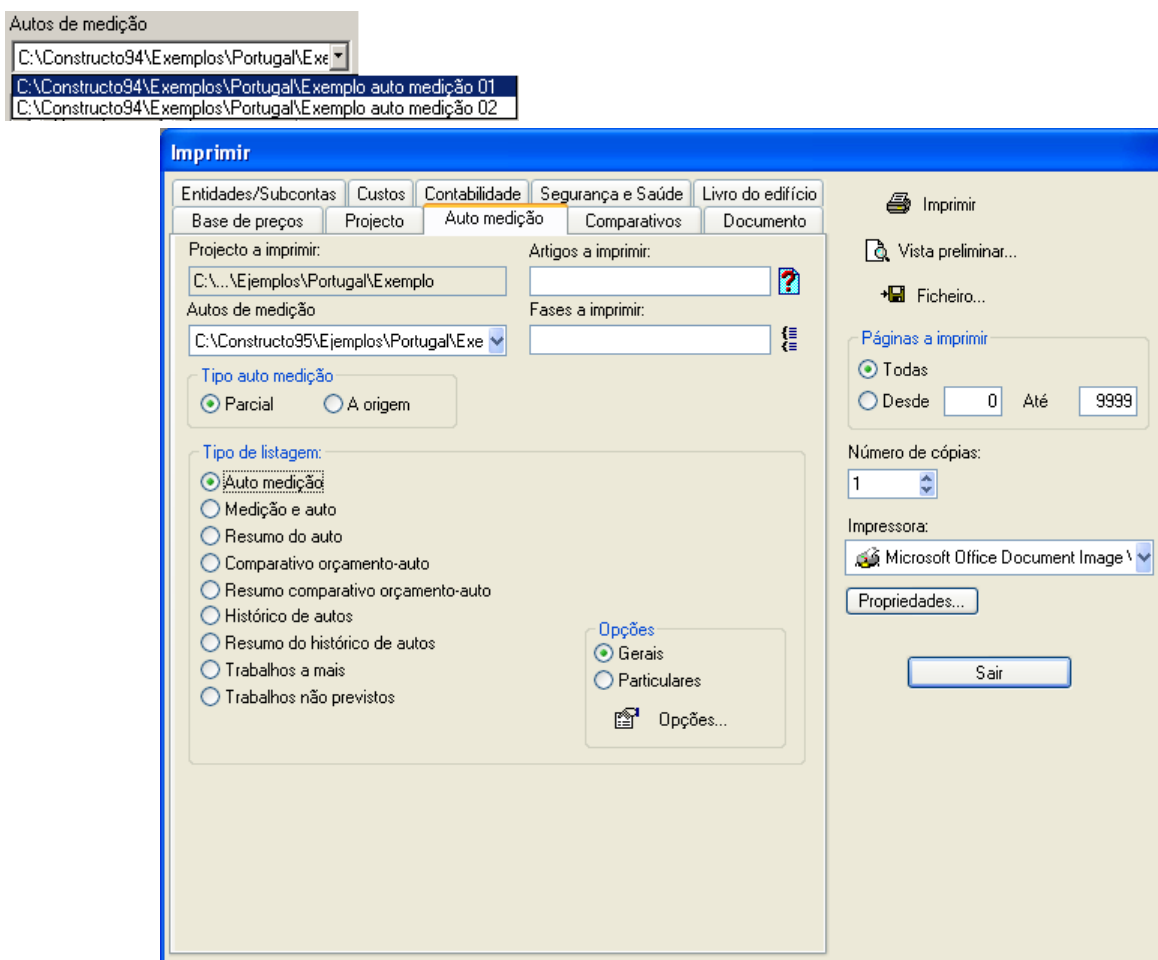 Autos de medição
C:\Constructo94\Exemplos\Portugal\Exe
C:\Constructo94\Exemplos\Portugal\Exemplo auto medição 01
C:\Constructo94\Exemplos\Portugal\Exemplo auto medição 02
Imprimir
Entidades/Subcontas Custos Contabilidade Segurança e Saúde Livro do edifício
Base de preços Projecto Auto medição Comparativos Documento
Projecto a imprimir:
C:\...\Ejemplos\Portugal\Exemplo
Artigos a imprimir:
Autos de medição
C:\Constructo95\Ejemplos\Portugal\Exe
Fases a imprimir:
Tipo auto medição
Parcial A origem
Tipo de listagem:
Auto medição
Medição e auto
Resumo do auto
Comparativo orçamento-auto
Resumo comparativo orçamento-auto
Histórico de autos
Resumo do histórico de autos
Trabalhos a mais
Trabalhos não previstos
Opções
Gerais
Particulares
Opções...
Imprimir
Vista preliminar...
Ficheiro...
Páginas a imprimir
Todas
Desde 0 Até 9999
Número de cópias:
1
Impressora:
Microsoft Office Document Image
Propriedades...
Sair